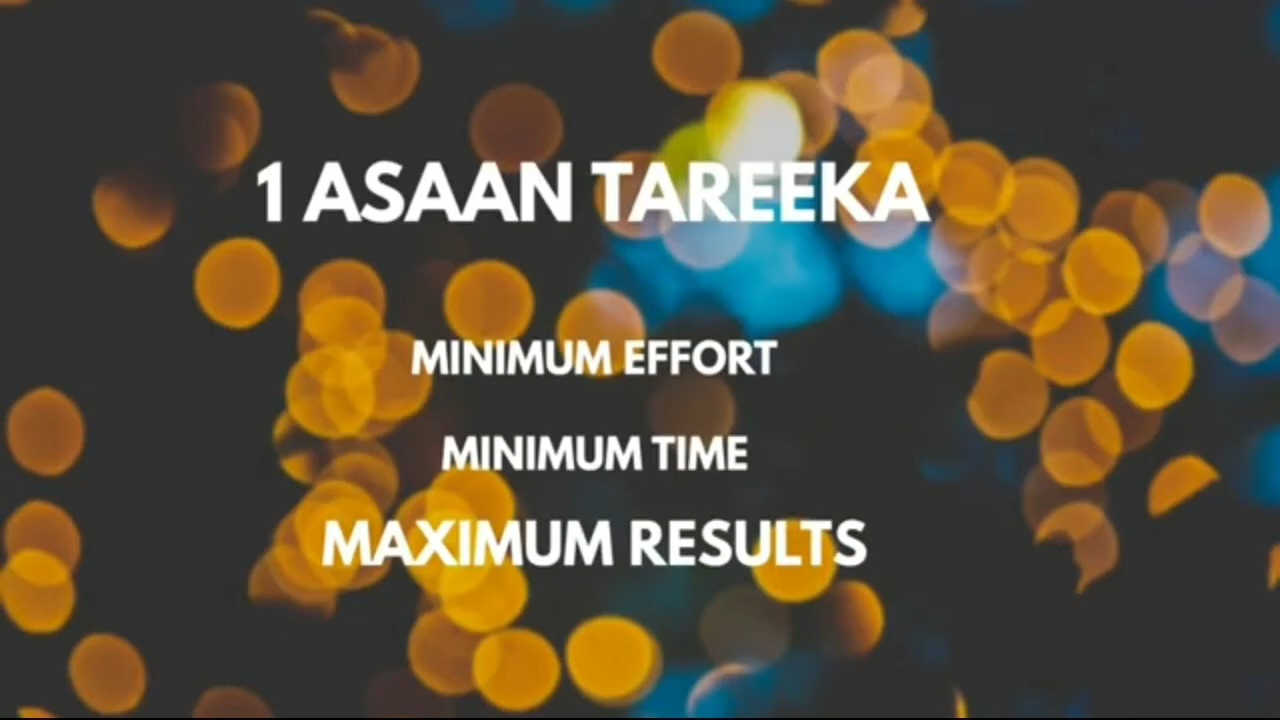 1 ASAAN TAREEKA
MINIMUM EFFORT
MINIMUM TIME
MAXIMUM RESULTS